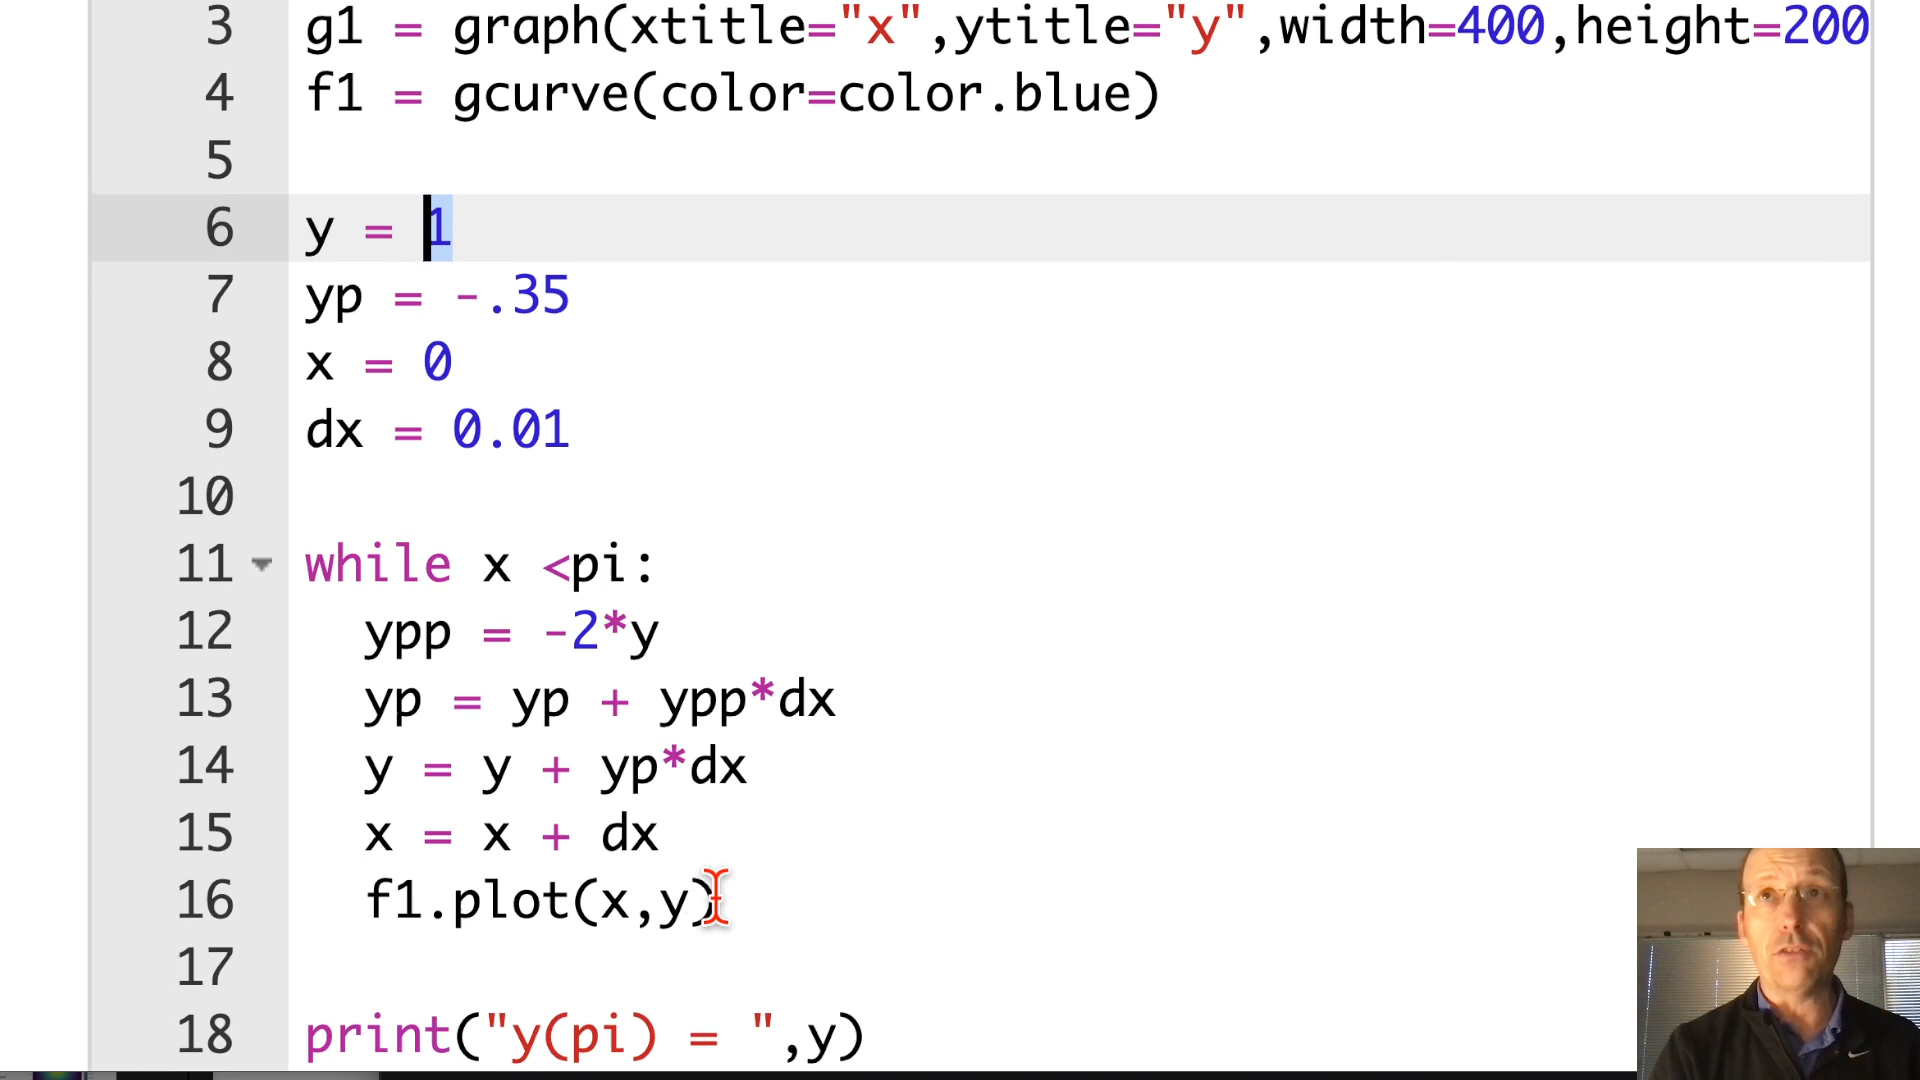 3 g1 = graph(xtitle="x",ytitle="y",width=400,height=200
4 f1 = gcurve(color=color.blue)
5
6 y = 1
7 yp = -.35
8 x = 0
9 dx = 0.01
10
11 while x <pi:
12 ypp = -2*y
13 yp = yp + ypp*dx
14 y = y + yp*dx
15 x = x + dx
16 f1.plot(x,y)
17
18 print("y(pi) = ",y)